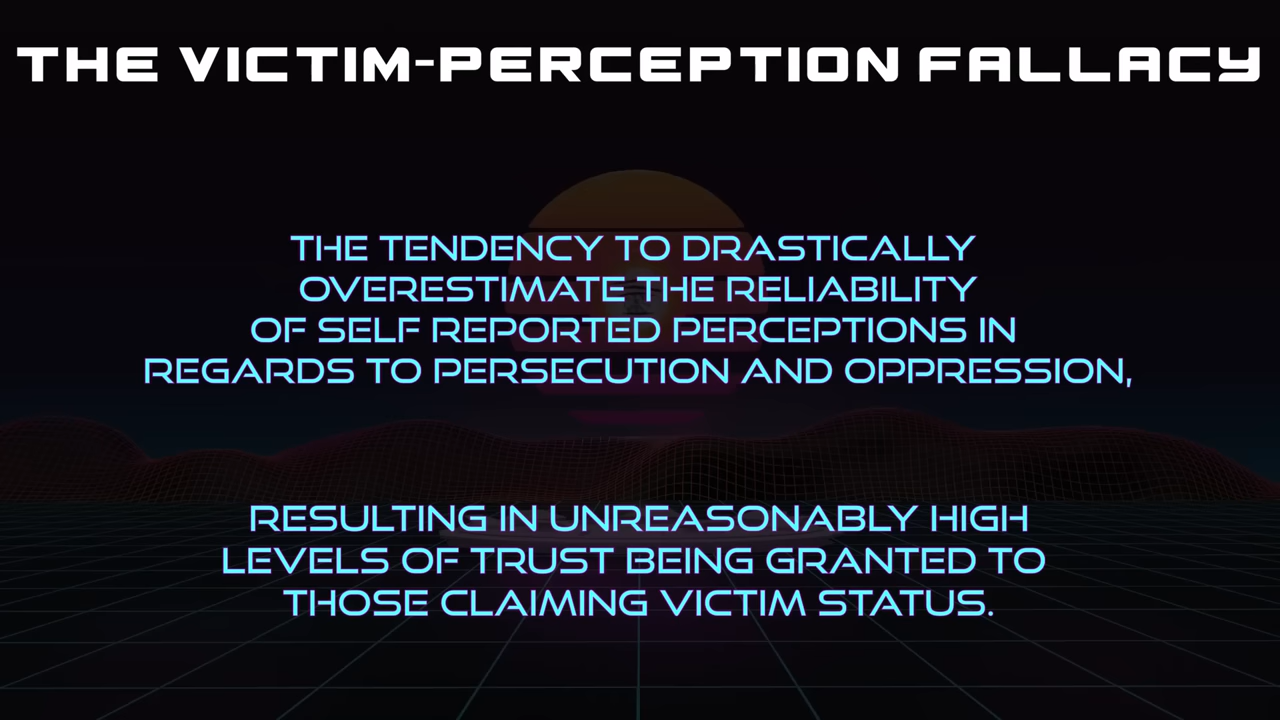 THE VICTIM-PERCEPTION FALLACY
THE TENDENCY TO DRASTICALLY
OVERESTIMATE THE RELIABILITY
OF SELF REPORTED PERCEPTIONS IN
REGARDS TO PERSECUTION AND OPPRESSION,
RESULTING IN UNREASONABLY HIGH
LEVELS OF TRUST BEING GRANTED TO
THOSE CLAIMING VICTIM STATUS.